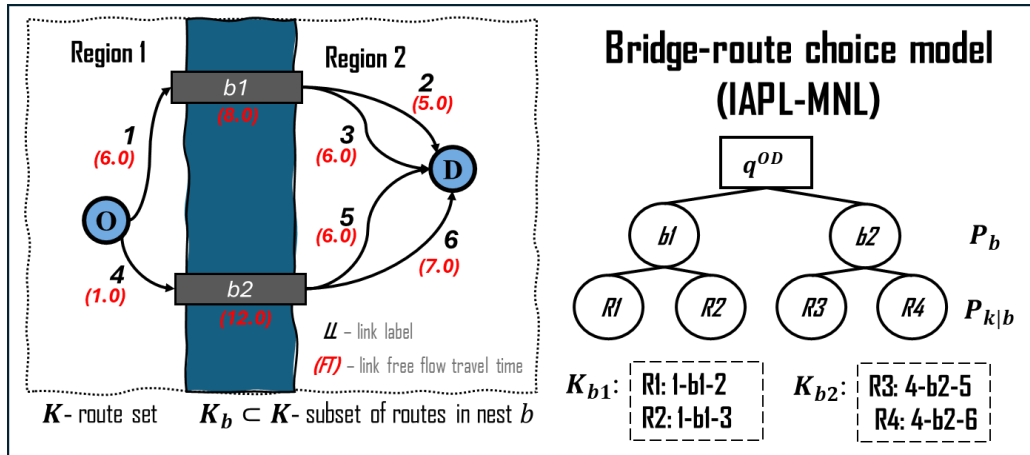 Region 1
Region 2
b1
(8.0)
1
(6.0)
2
(5.0)
3
(6.0)
O
D
4
(1.0)
5
(6.0)
6
(7.0)
b2
(12.0)
LL – link label
(FT) – link free flow travel time
K - route set
K_b ⊂ K - subset of routes in nest b
Bridge-route choice model
(IAPL-MNL)
q^OD
b1
b2
P_b
R1
R2
R3
R4
P_k|b
K_b1:
R1: 1-b1-2
R2: 1-b1-3
K_b2:
R3: 4-b2-5
R4: 4-b2-6